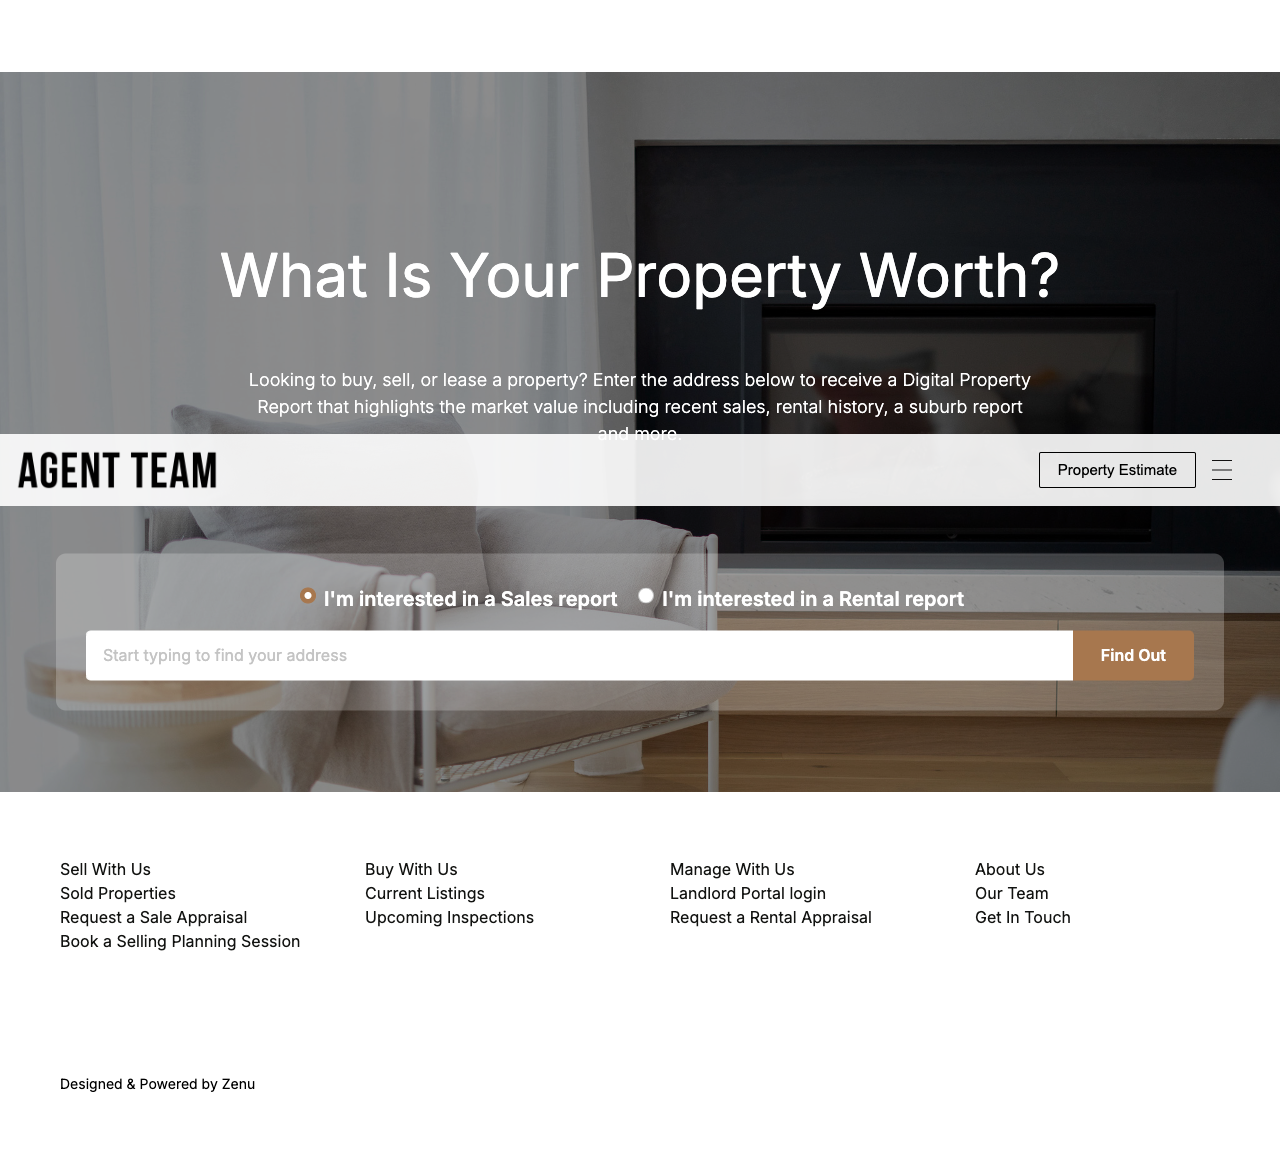 What Is Your Property Worth?
Looking to buy, sell, or lease a property? Enter the address below to receive a Digital Property
Report that highlights the market value including recent sales, rental history, a suburb report
and more.
AGENT TEAM
Property Estimate
I'm interested in a Sales report
I'm interested in a Rental report
Start typing to find your address
Find Out
Sell With Us
Sold Properties
Request a Sale Appraisal
Book a Selling Planning Session
Buy With Us
Current Listings
Upcoming Inspections
Manage With Us
Landlord Portal login
Request a Rental Appraisal
About Us
Our Team
Get In Touch
Designed & Powered by Zenu